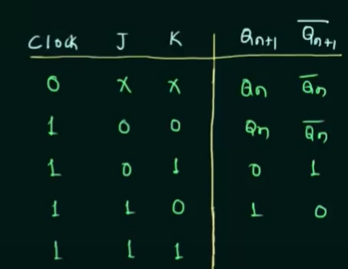 Clock J K Qn+1 Q̅n+1
0 X X Qn Q̅n
1 0 0 Qn Q̅n
1 0 1 0 1
1 1 0 1 0
1 1 1